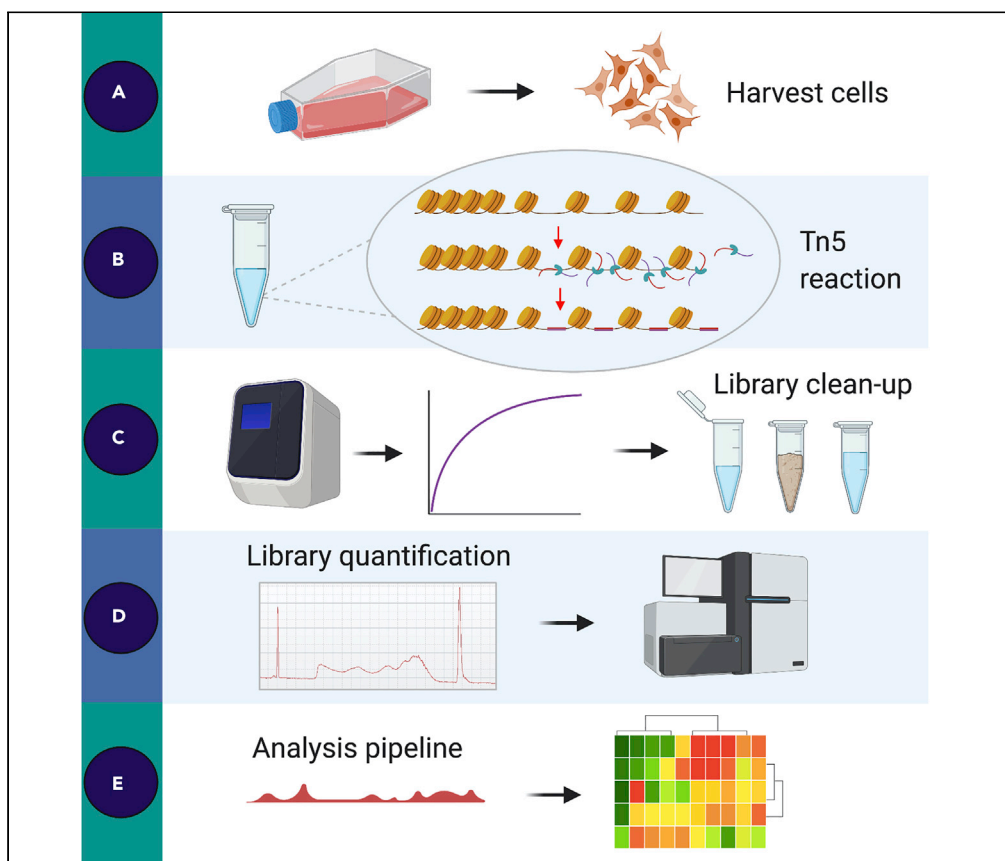 A
Harvest cells
B
Tn5
reaction
C
Library clean-up
D
Library quantification
E
Analysis pipeline